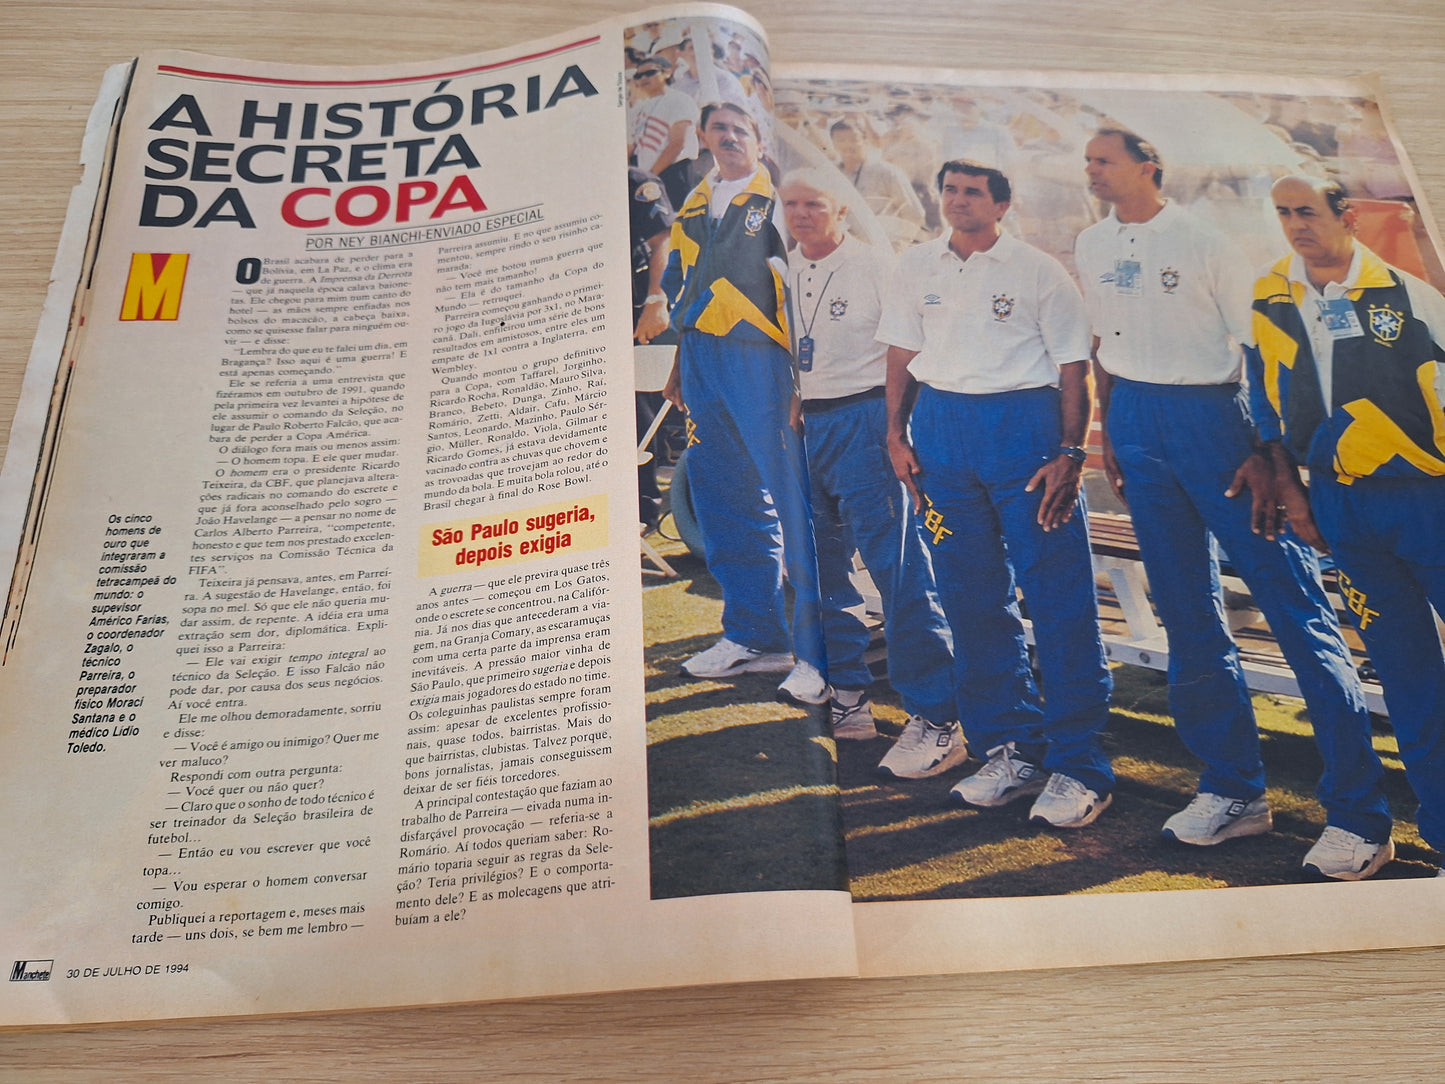 A HISTÓRIA
SECRETA
DA COPA
POR NEY BIANCHI-ENVIADO ESPECIAL
M
O Brasil acabara de perder para a
Bolívia, em La Paz, e o clima era
de guerra. A Imprensa da Derrota
— que já naquela época calava baione-
tas. Ele chegou para mim num canto do
hotel — as mãos sempre enfiadas nos
bolsos do macacão, a cabeça baixa,
como se quisesse falar para ninguém ou-
vir — e disse:
“Lembra do que eu te falei um dia, em
Bragança? Isso aqui é uma guerra! E
está apenas começando.”
Ele se referia a uma entrevista que
fizéramos em outubro de 1991, quando
pela primeira vez levantei a hipótese de
ele assumir o comando da Seleção, no
lugar de Paulo Roberto Falcão, que aca-
bara de perder a Copa América.
O diálogo fora mais ou menos assim:
— O homem topa. E ele quer mudar.
O homem era o presidente Ricardo
Teixeira, da CBF, que planejava altera-
ções radicais no comando do escrete e
que já fora aconselhado pelo sogro —
João Havelange — a pensar no nome de
Carlos Alberto Parreira, “competente,
honesto e que tem nos prestado excelen-
tes serviços na Comissão Técnica da
FIFA”.
Teixeira já pensava, antes, em Parrei-
ra. A sugestão de Havelange, então, foi
sopa no mel. Só que ele não queria mu-
dar assim, de repente. A idéia era uma
extração sem dor, diplomática. Expli-
quei isso a Parreira:
— Ele vai exigir tempo integral ao
técnico da Seleção. E isso Falcão não
pode dar, por causa dos seus negócios.
Aí você entra.
Ele me olhou demoradamente, sorriu
e disse:
— Você é amigo ou inimigo? Quer me
ver maluco?
Respondi com outra pergunta:
— Você quer ou não quer?
— Claro que o sonho de todo técnico é
ser treinador da Seleção brasileira de
futebol...
— Então eu vou escrever que você
topa...
— Vou esperar o homem conversar
comigo.
Publiquei a reportagem e, meses mais
tarde — uns dois, se bem me lembro —
Parreira assumiu. E no que assumiu co-
mentou, sempre rindo o seu risinho ca-
marada:
— Você me botou numa guerra que
não tem mais tamanho!
— Ela é do tamanho da Copa do
Mundo — retruquei.
Parreira começou ganhando o primei-
ro jogo da Iugoslávia por 3x1, no Mara-
canã. Dali, enfileirou uma série de bons
resultados em amistosos, entre eles um
empate de 1x1 contra a Inglaterra, em
Wembley.
Quando montou o grupo definitivo
para a Copa, com Taffarel, Jorginho,
Ricardo Rocha, Ronaldão, Mauro Silva,
Branco, Bebeto, Dunga, Zinho, Raí,
Romário, Zetti, Aldair, Cafu, Márcio
Santos, Leonardo, Mazinho, Paulo Sér-
gio, Müller, Ronaldo, Viola, Gilmar e
Ricardo Gomes, já estava devidamente
vacinado contra as chuvas que chovem e
as trovoadas que trovejam ao redor do
mundo da bola. E muita bola rolou, até o
Brasil chegar à final do Rose Bowl.
São Paulo sugeria,
depois exigia
A guerra — que ele previra quase três
anos antes — começou em Los Gatos,
onde o escrete se concentrou, na Califór-
nia. Já nos dias que antecederam a via-
gem, na Granja Comary, as escaramuças
com uma certa parte da imprensa eram
inevitáveis. A pressão maior vinha de
São Paulo, que primeiro sugeria e depois
exigia mais jogadores do estado no time.
Os coleguinhas paulistas sempre foram
assim: apesar de excelentes profissio-
nais, quase todos, bairristas. Mais do
que bairristas, clubistas. Talvez porque,
bons jornalistas, jamais conseguissem
deixar de ser fiéis torcedores.
A principal contestação que faziam ao
trabalho de Parreira — eivada numa in-
disfarçável provocação — referia-se a
Romário. Aí todos queriam saber: Ro-
mário toparia seguir as regras da Sele-
ção? Teria privilégios? E o comporta-
mento dele? E as molecagens que atri-
buíam a ele?
Os cinco
homens de
ouro que
integraram a
comissão
tetracampeã do
mundo: o
supevisor
Américo Farias,
o coordenador
Zagalo, o
técnico
Parreira, o
preparador
físico Moraci
Santana e o
médico Lídio
Toledo.
Manchete
30 DE JULHO DE 1994
CBF
CBF
CBF